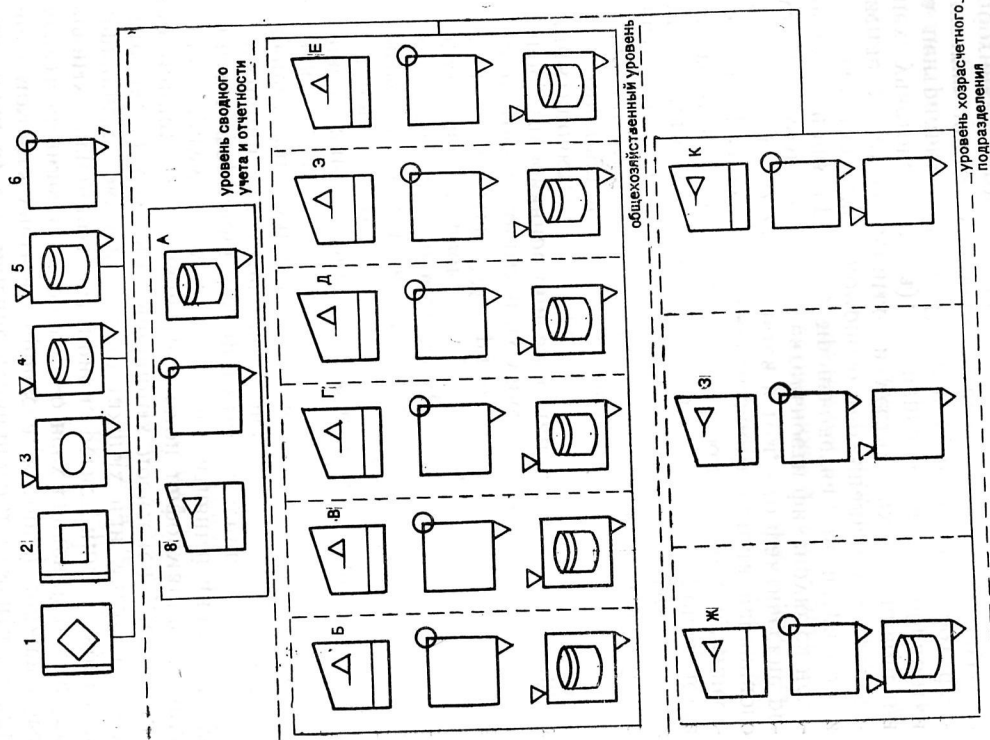 1
2
3
4
5
6
7
уровень сводного
учета и отчетности
8
А
Б
В
Г
Д
Э
Е
общехозяйственный уровень
Ж
З
К
уровень хозрасчетного
подразделения